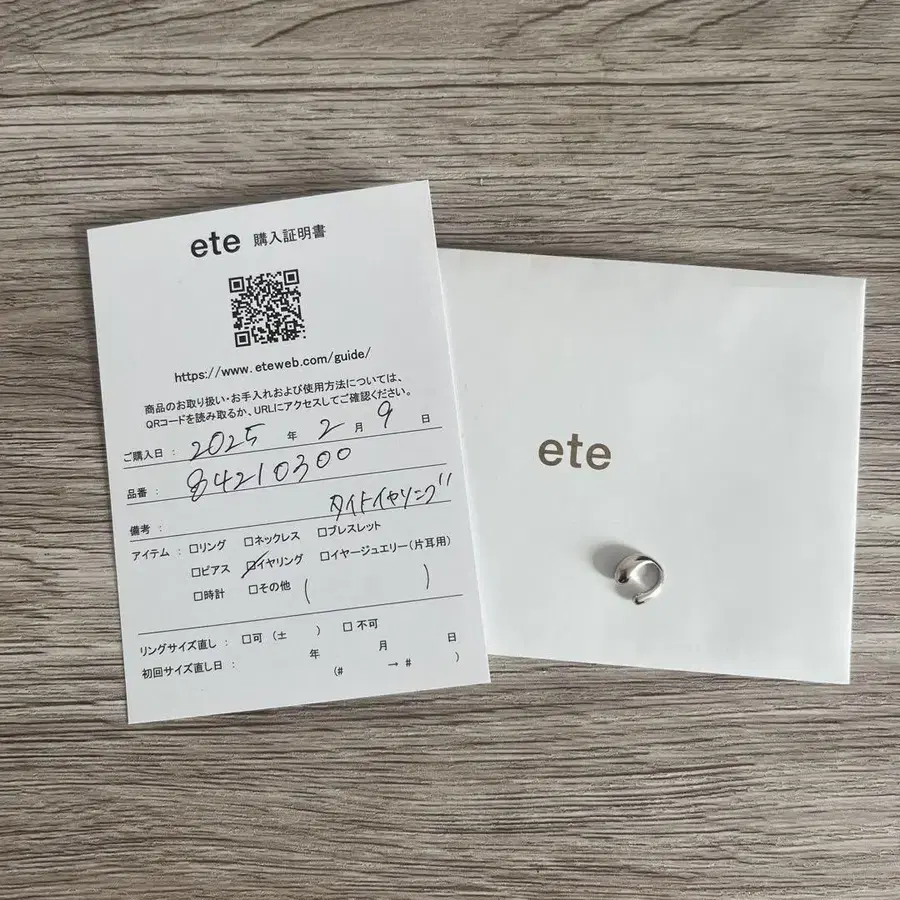 ete 購入証明書
https://www.eteweb.com/guide/
商品のお取り扱い・お手入れおよび使用方法については、
QRコードを読み取るか、URLにアクセスしてご確認ください。
ご購入日： 2025 年 2 月 9 日
品番： 84210300
備考： タイトイヤリング
アイテム： □リング □ネックレス □ブレスレット
□ピアス ☑イヤリング □イヤージュエリー(片耳用)
□時計 □その他 ( )
リングサイズ直し： □可 (± ) □不可
初回サイズ直し日： 年 月 日
(# → # )
ete